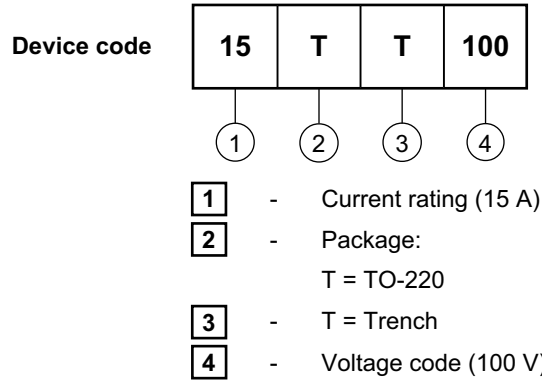 Device code 15 T T 100
1 2 3 4
1 - Current rating (15 A)
2 - Package:
T = TO-220
3 - T = Trench
4 - Voltage code (100 V)